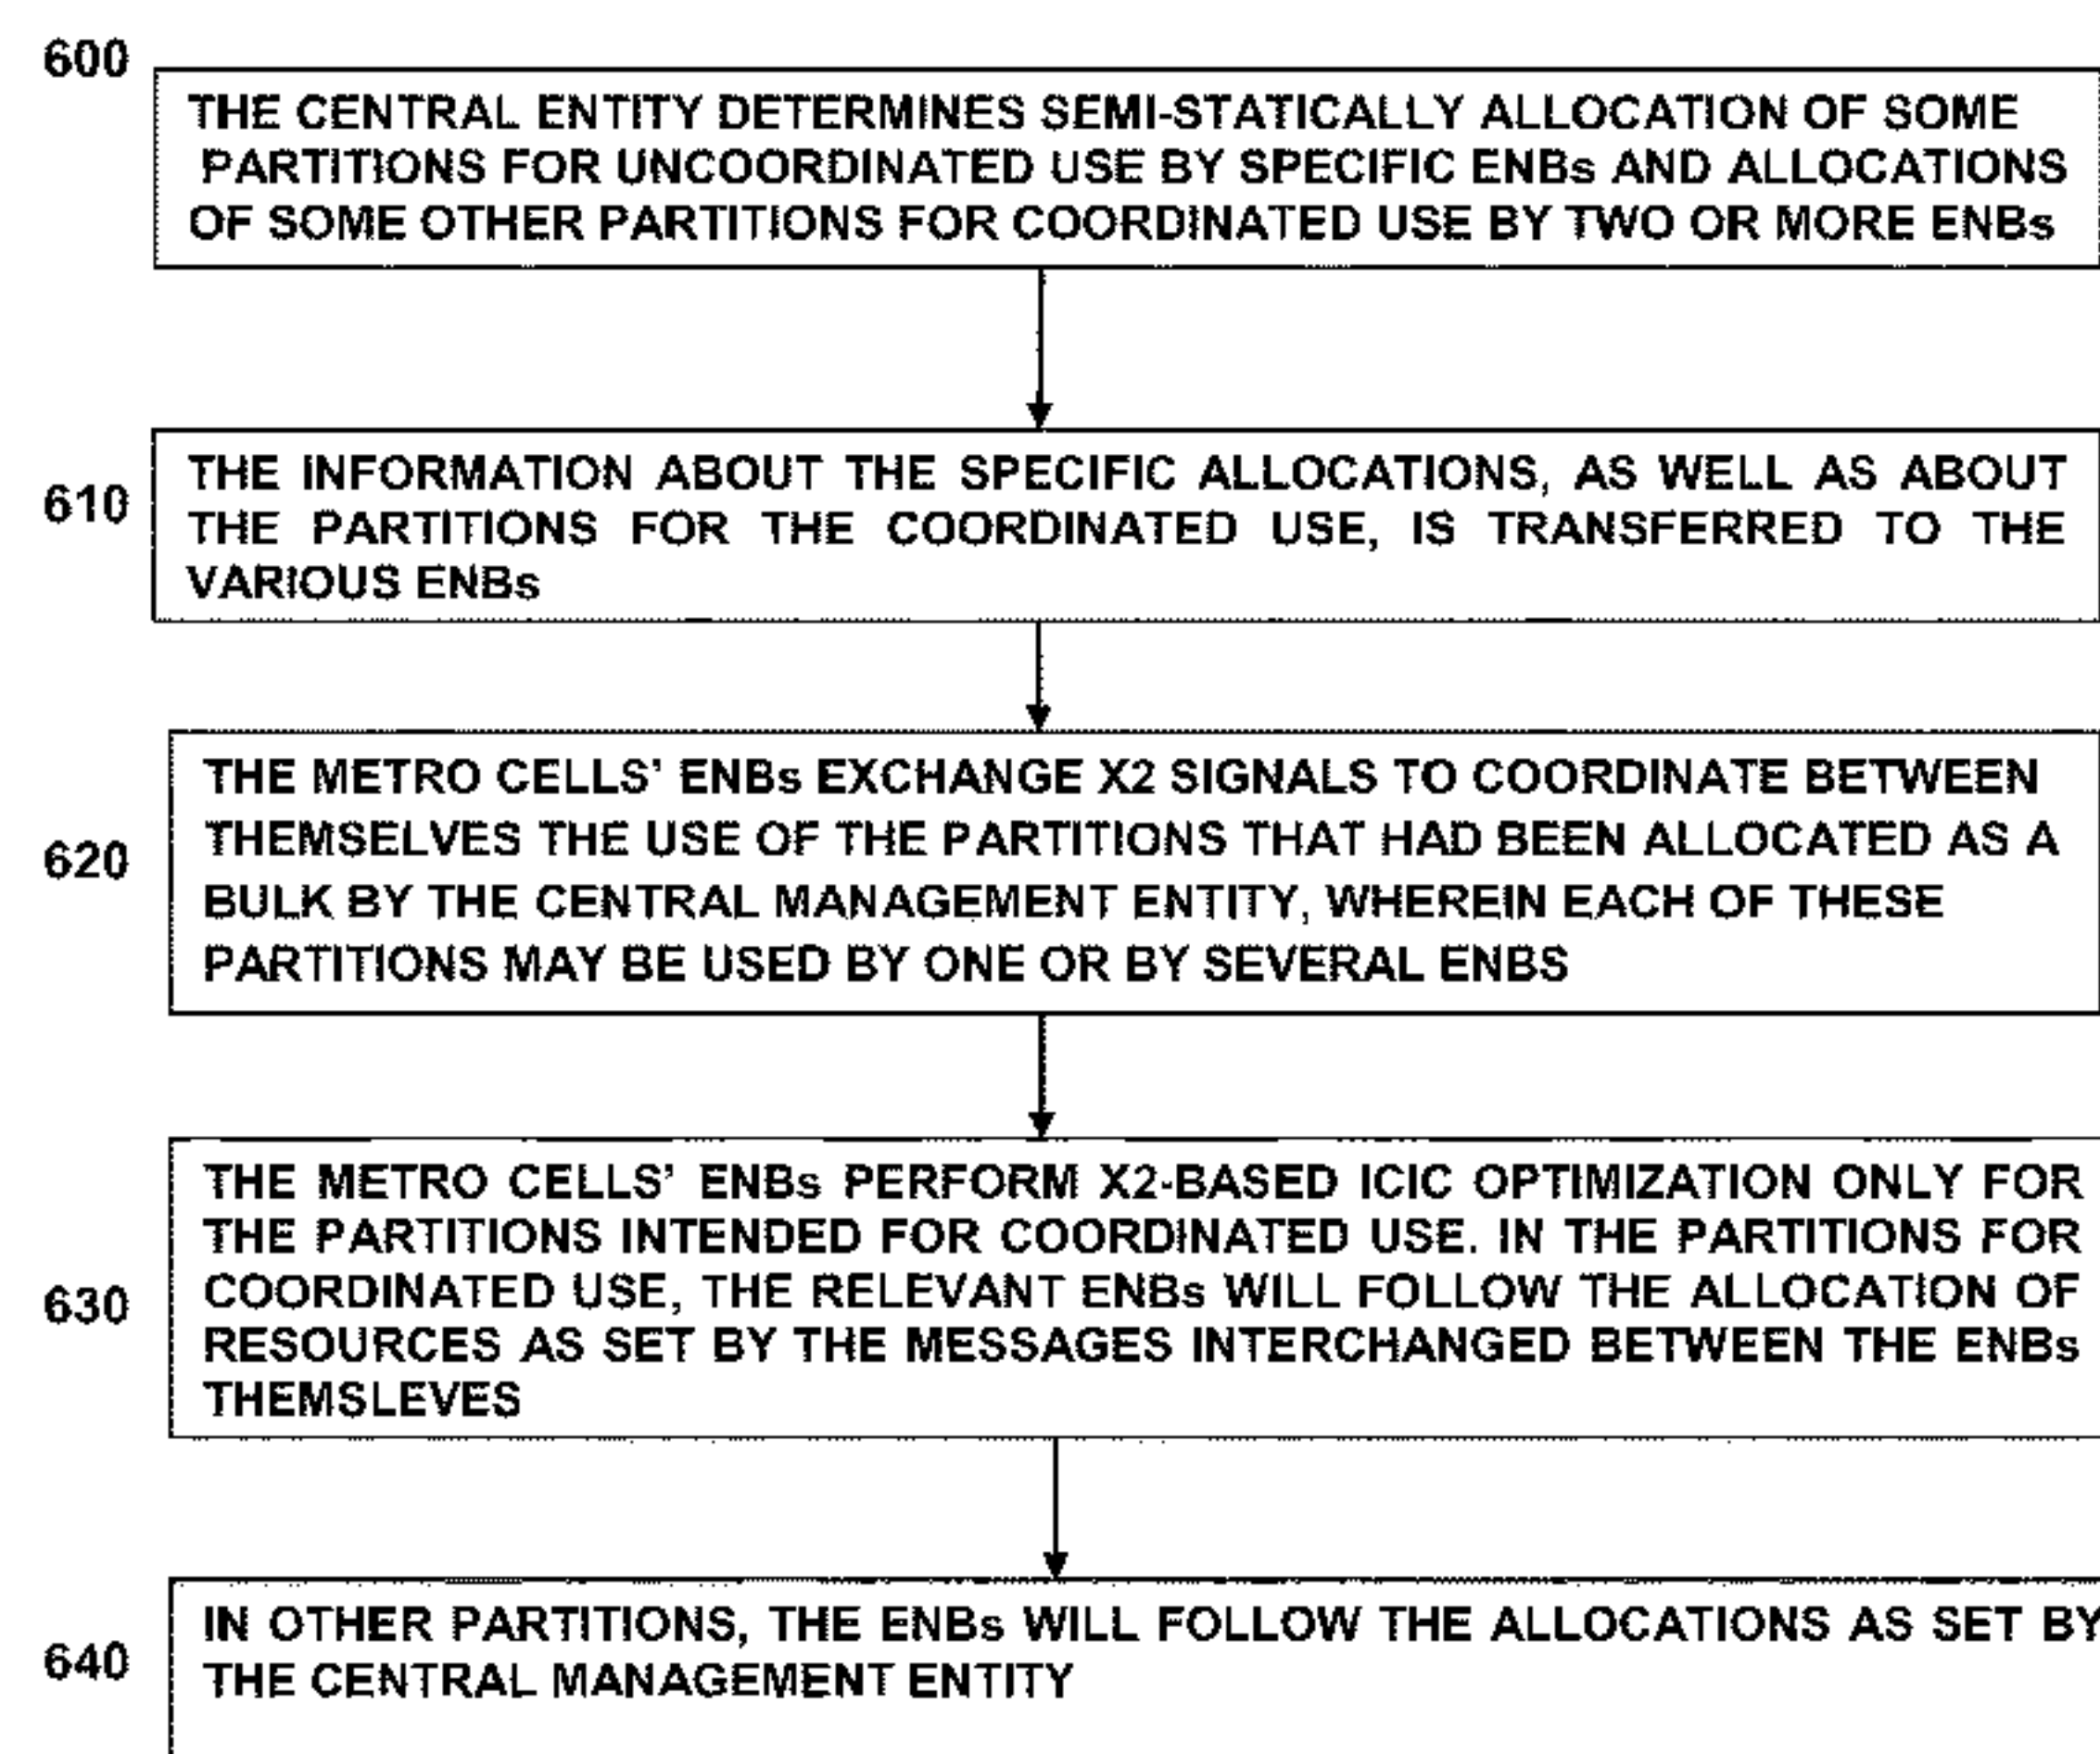 600
THE CENTRAL ENTITY DETERMINES SEMI-STATICALLY ALLOCATION OF SOME
PARTITIONS FOR UNCOORDINATED USE BY SPECIFIC ENBs AND ALLOCATIONS
OF SOME OTHER PARTITIONS FOR COORDINATED USE BY TWO OR MORE ENBs
610
THE INFORMATION ABOUT THE SPECIFIC ALLOCATIONS, AS WELL AS ABOUT
THE PARTITIONS FOR THE COORDINATED USE, IS TRANSFERRED TO THE
VARIOUS ENBs
620
THE METRO CELLS' ENBs EXCHANGE X2 SIGNALS TO COORDINATE BETWEEN
THEMSELVES THE USE OF THE PARTITIONS THAT HAD BEEN ALLOCATED AS A
BULK BY THE CENTRAL MANAGEMENT ENTITY, WHEREIN EACH OF THESE
PARTITIONS MAY BE USED BY ONE OR BY SEVERAL ENBS
630
THE METRO CELLS' ENBs PERFORM X2-BASED ICIC OPTIMIZATION ONLY FOR
THE PARTITIONS INTENDED FOR COORDINATED USE. IN THE PARTITIONS FOR
COORDINATED USE, THE RELEVANT ENBs WILL FOLLOW THE ALLOCATION OF
RESOURCES AS SET BY THE MESSAGES INTERCHANGED BETWEEN THE ENBs
THEMSLEVES
640
IN OTHER PARTITIONS, THE ENBs WILL FOLLOW THE ALLOCATIONS AS SET BY
THE CENTRAL MANAGEMENT ENTITY